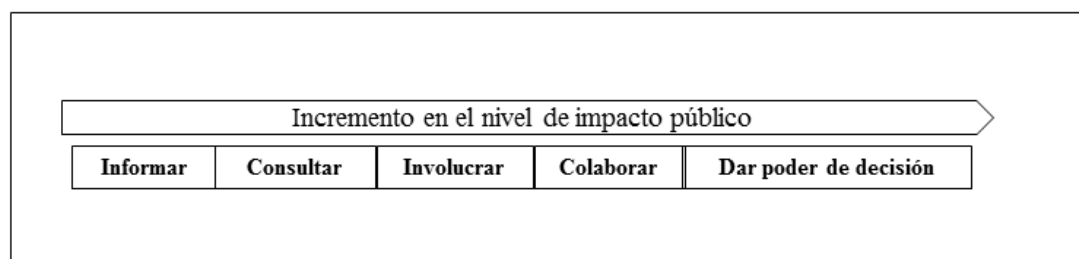 Incremento en el nivel de impacto público
Informar Consultar Involucrar Colaborar Dar poder de decisión